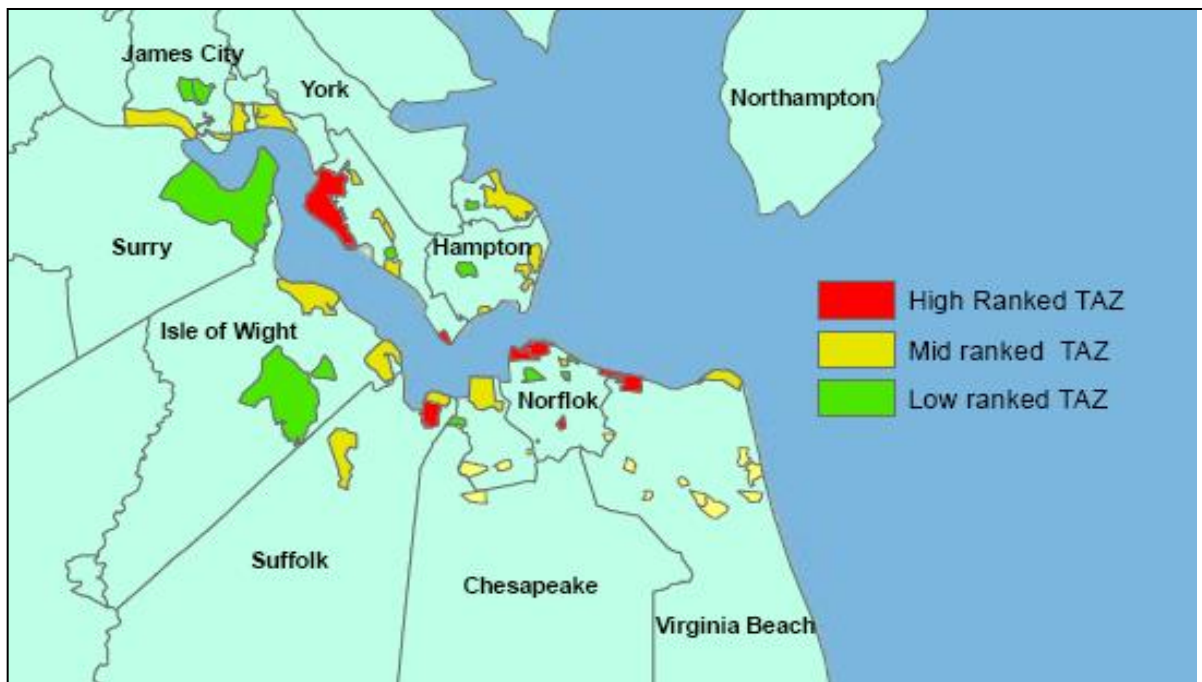 James City
York
Northampton
Surry
Hampton
High Ranked TAZ
Isle of Wight
Mid ranked TAZ
Norflok
Low ranked TAZ
Suffolk
Chesapeake
Virginia Beach